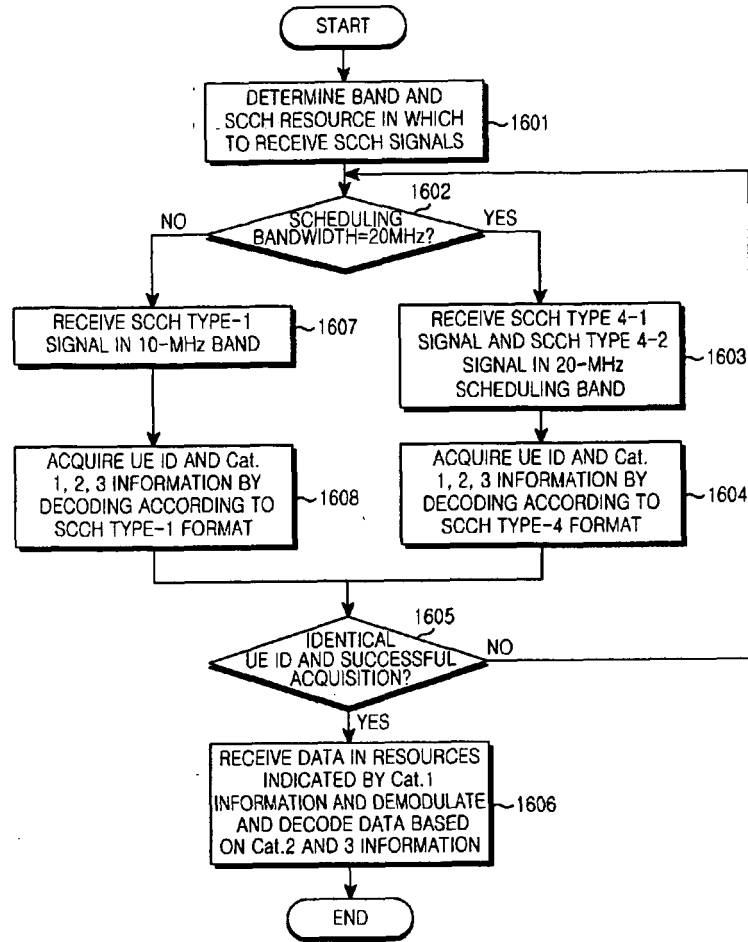 START
DETERMINE BAND AND
SCCH RESOURCE IN WHICH
TO RECEIVE SCCH SIGNALS
1601
1602
NO
SCHEDULING
BANDWIDTH=20MHz?
YES
RECEIVE SCCH TYPE-1
SIGNAL IN 10-MHz BAND
1607
RECEIVE SCCH TYPE 4-1
SIGNAL AND SCCH TYPE 4-2
SIGNAL IN 20-MHz
SCHEDULING BAND
1603
ACQUIRE UE ID AND Cat.
1, 2, 3 INFORMATION BY
DECODING ACCORDING TO
SCCH TYPE-1 FORMAT
1608
ACQUIRE UE ID AND Cat.
1, 2, 3 INFORMATION BY
DECODING ACCORDING TO
SCCH TYPE-4 FORMAT
1604
1605
IDENTICAL
UE ID AND SUCCESSFUL
ACQUISITION?
NO
YES
RECEIVE DATA IN RESOURCES
INDICATED BY Cat.1
INFORMATION AND DEMODULATE
AND DECODE DATA BASED
ON Cat.2 AND 3 INFORMATION
1606
END